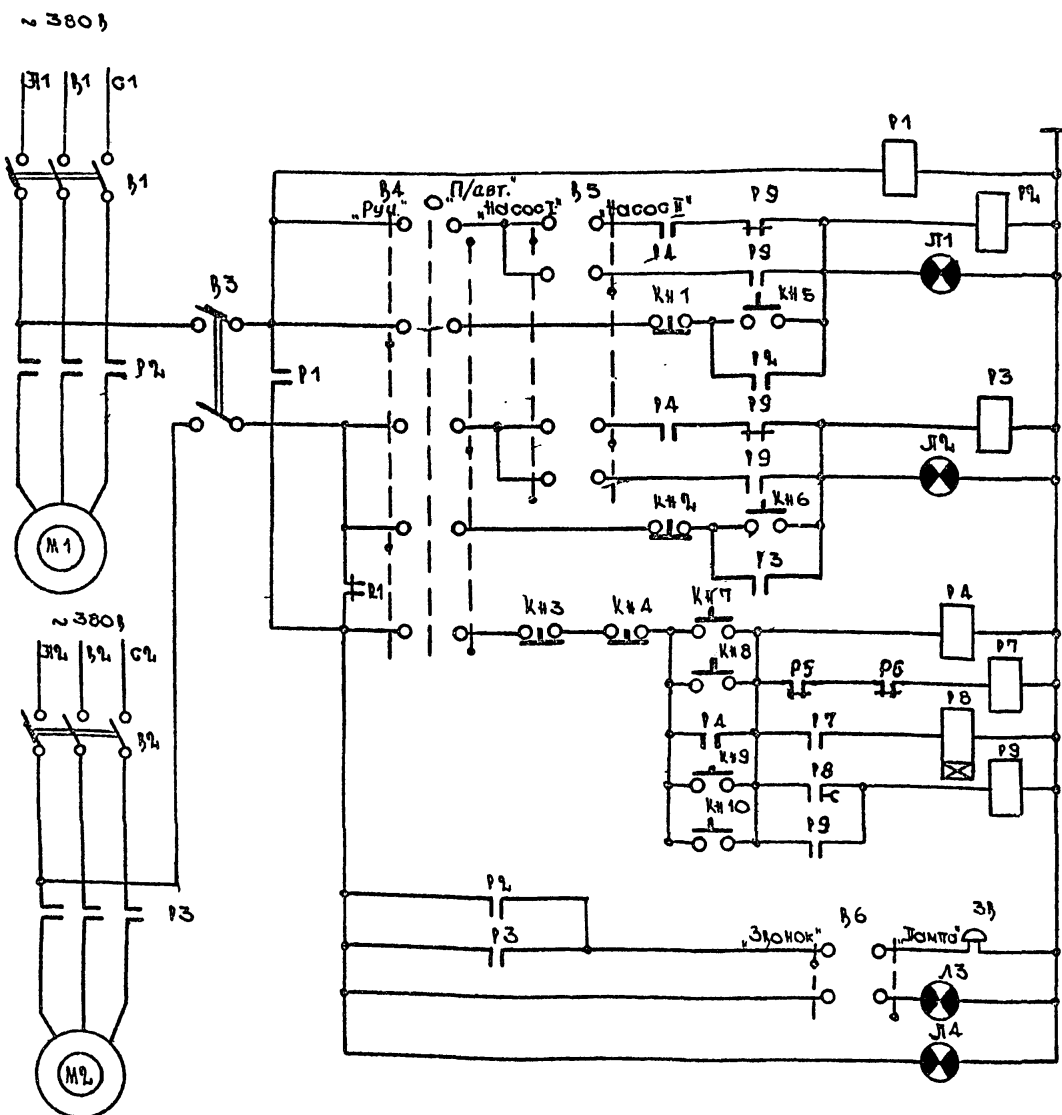 ~ 380 В
Л1 В1 С1
В1
Р1
В4 О "П/авт." В5
"Руч." "Насос I" "Насос II" Р9 Р2
Р4 Р9 Л1
В3 КН1 КН5
Р2 Р1 Р2
Р3
Р4 Р9
Р9 Л2
КН2 КН6
М1 Р3
Р1
КН3 КН4 КН7 Р4
~ 380 В
Л2 В2 С2
КН8 Р5 Р6 Р7
В2 Р4 Р7 Р8
КН9 Р8 Р9
КН10 Р9
Р2
Р3
Р3 "Звонок" В6 "Лампа" ЗВ
Л3
Л4
М2